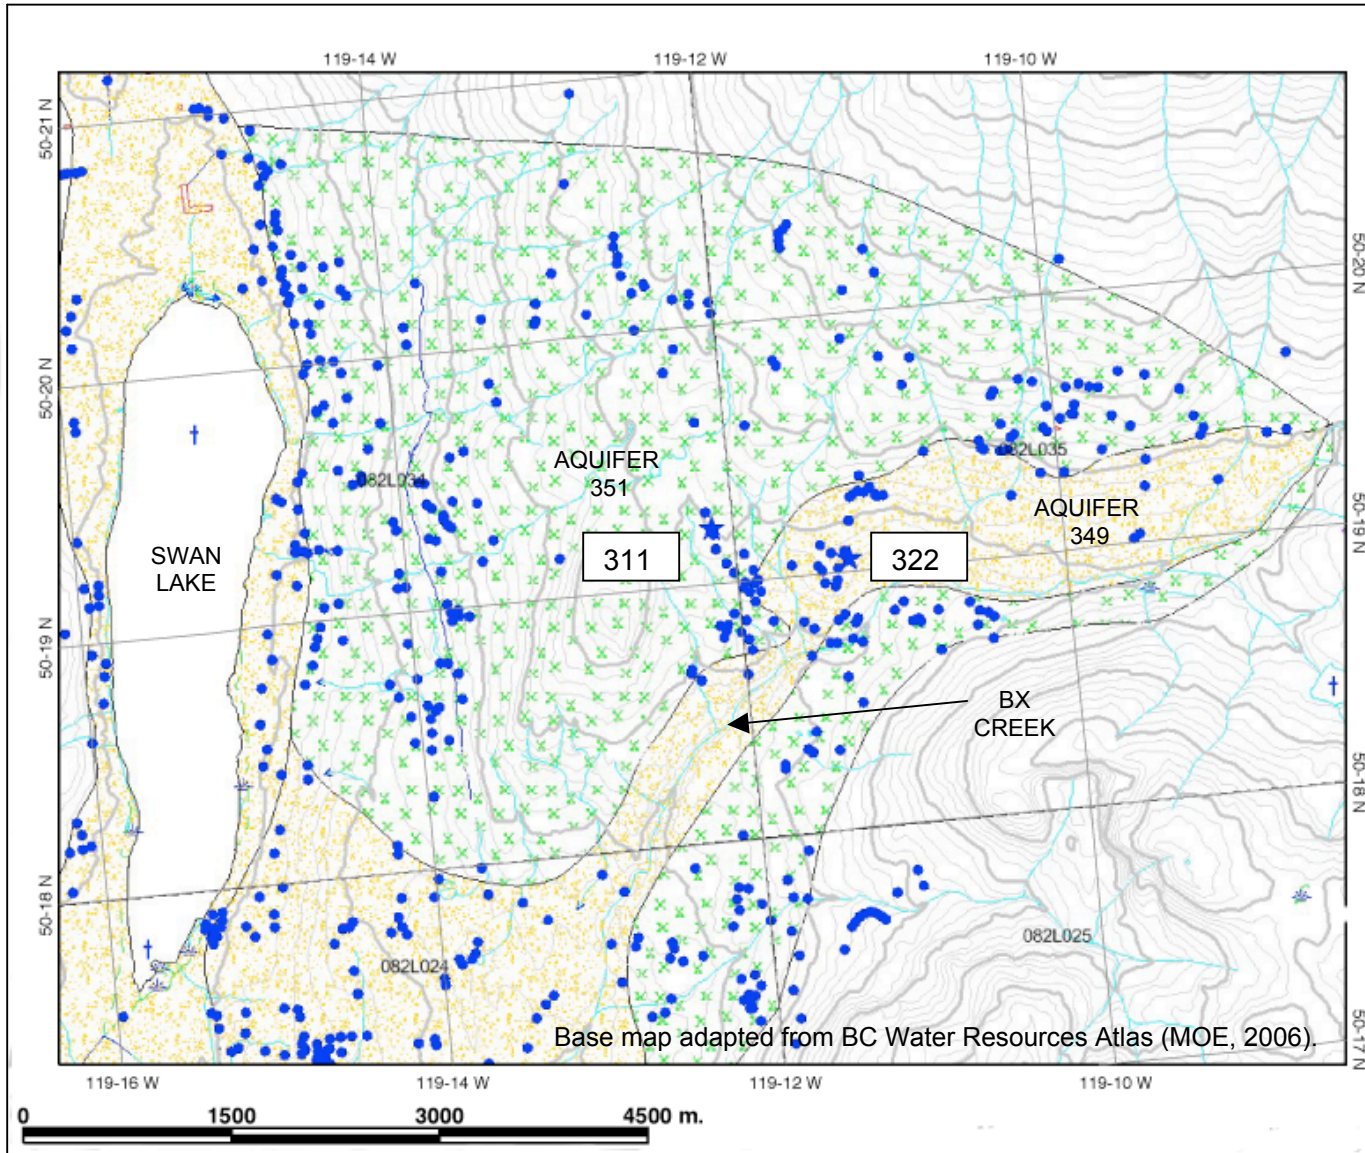 119-14 W
119-12 W
119-10 W
50-21 N
50-20 N
50-20 N
AQUIFER
351
082L034
082L035
AQUIFER
349
50-19 N
SWAN
LAKE
311
322
50-19 N
BX
CREEK
50-18 N
50-18 N
082L024
082L025
Base map adapted from BC Water Resources Atlas (MOE, 2006).
50-17 N
119-16 W
119-14 W
119-12 W
119-10 W
0
1500
3000
4500 m.